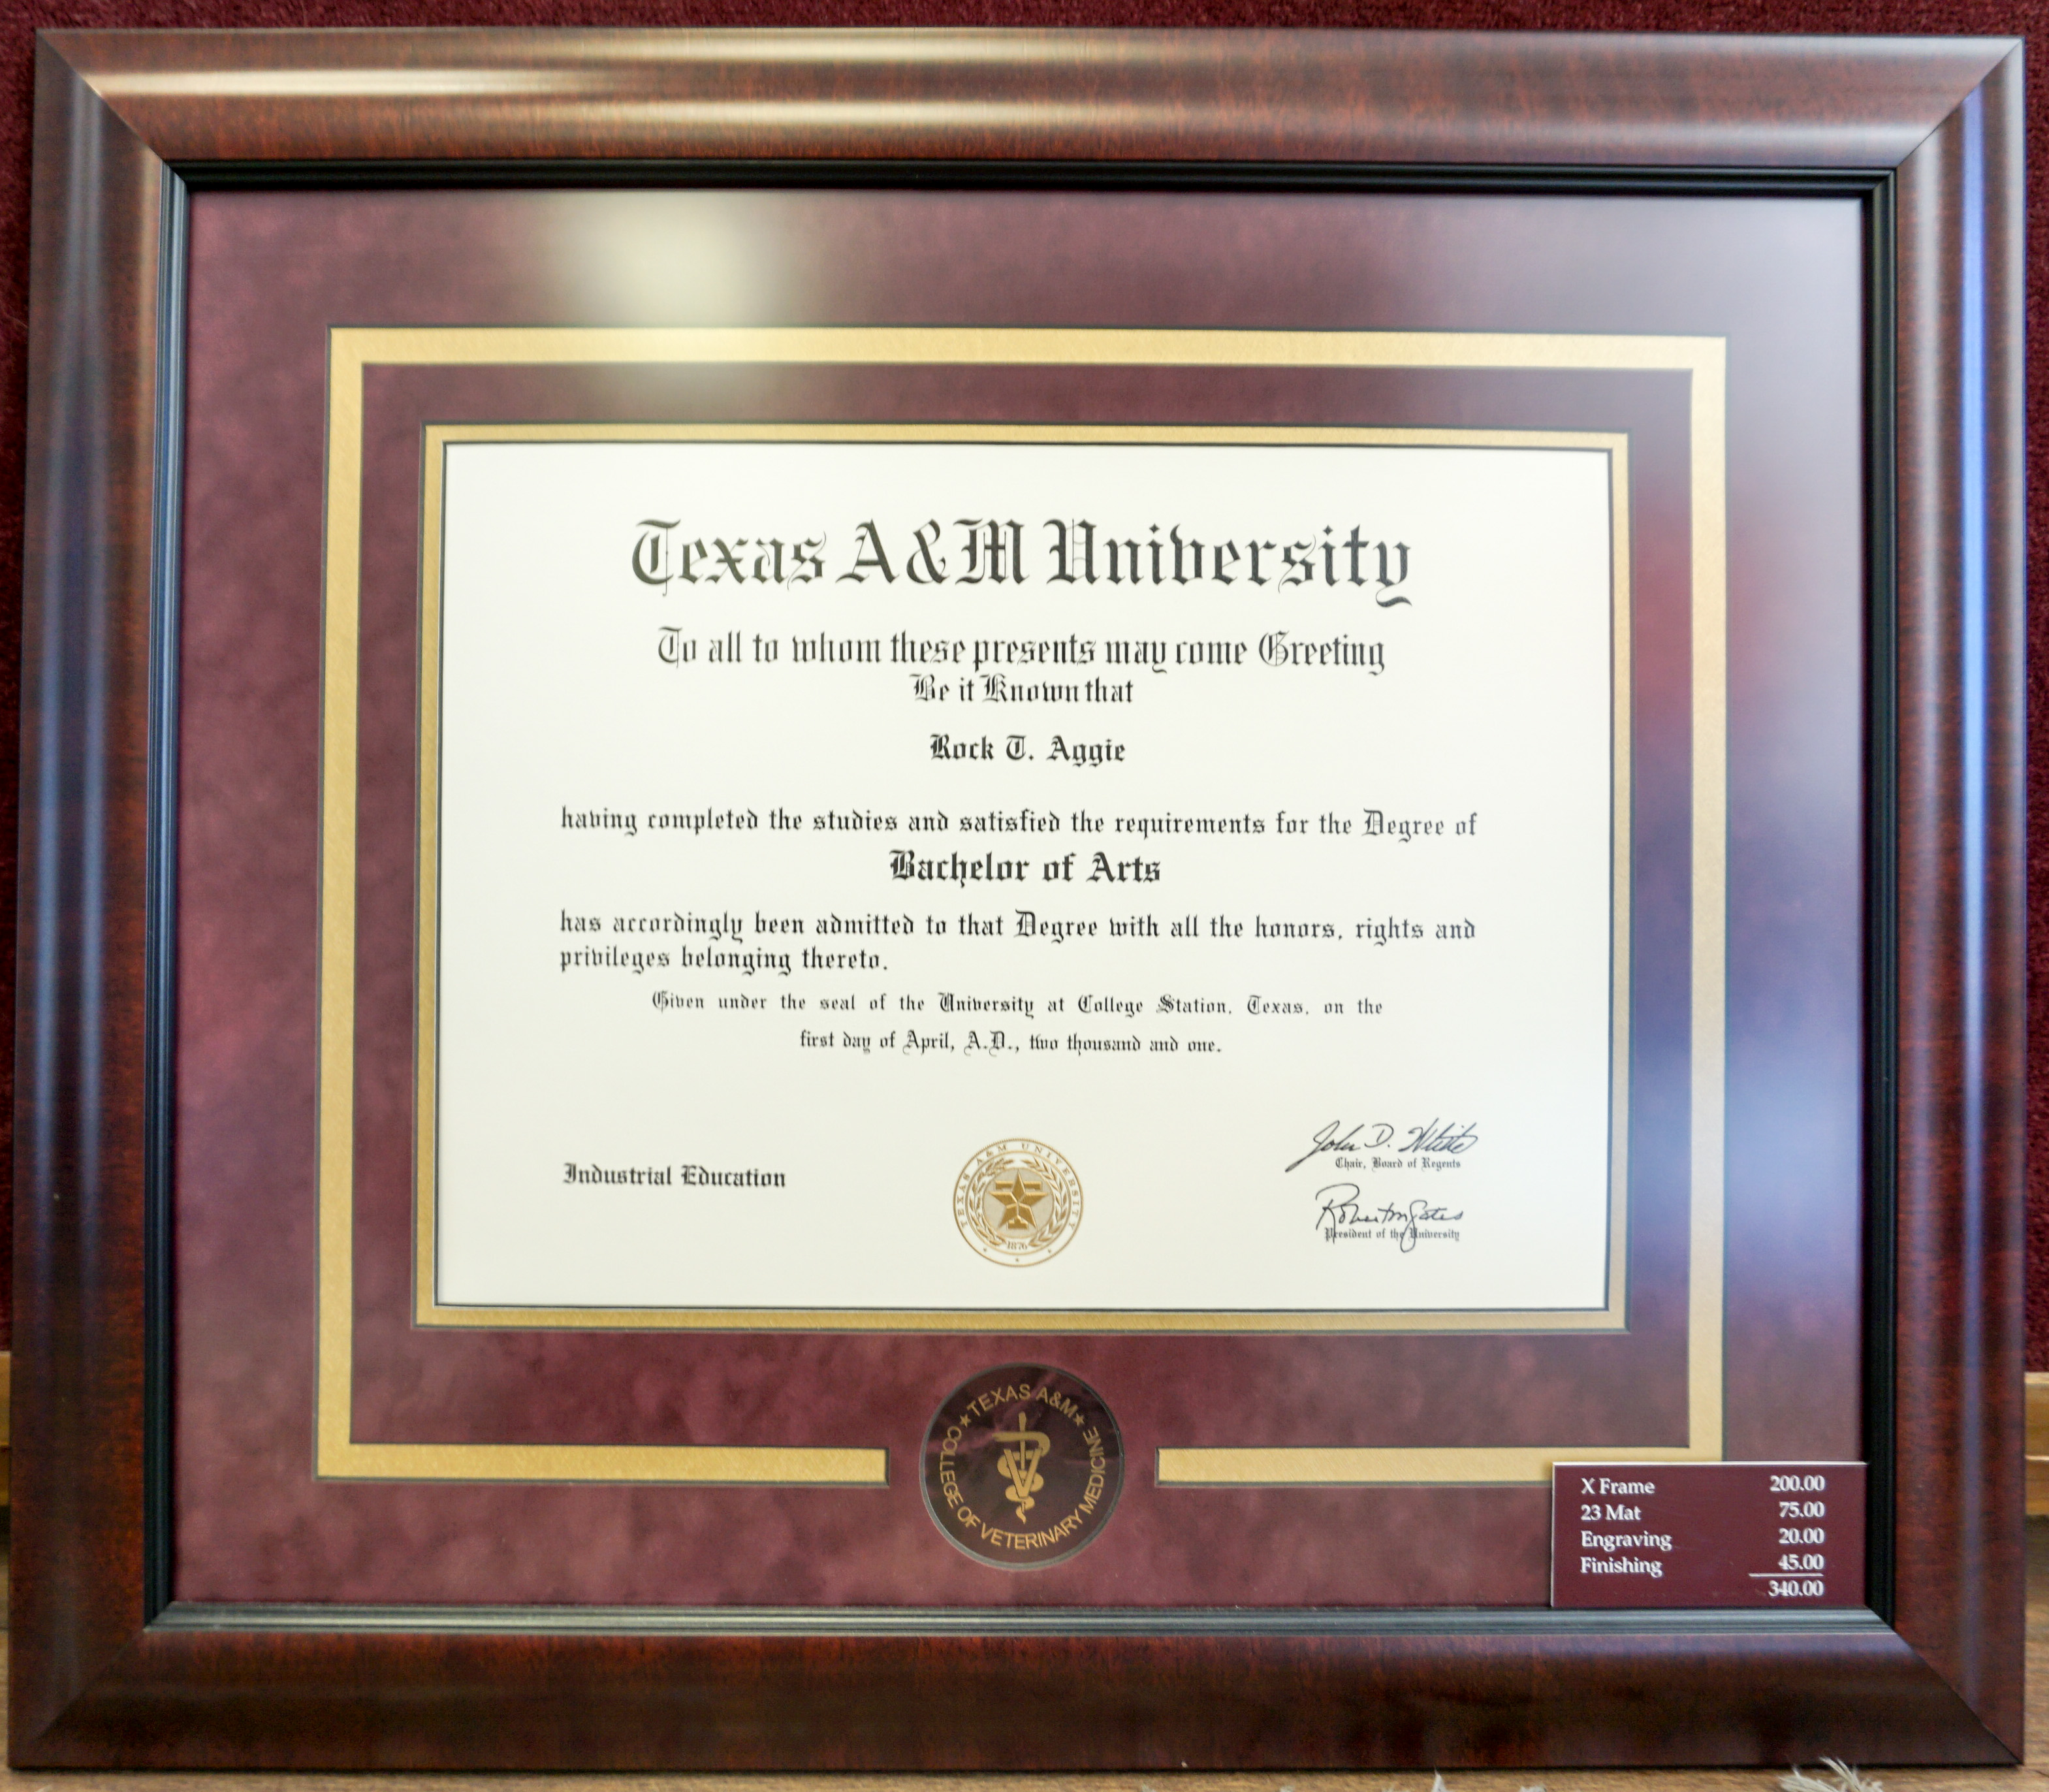 Texas A&M University
To all to whom these presents may come Greeting
Be it Known that
Rock T. Aggie
having completed the studies and satisfied the requirements for the Degree of
Bachelor of Arts
has accordingly been admitted to that Degree with all the honors, rights and
privileges belonging thereto.
Given under the seal of the University at College Station, Texas, on the
first day of April, A.D., two thousand and one.
Industrial Education
TEXAS A&M UNIVERSITY
1876
John D. White
Chair, Board of Regents
Robert M Gates
President of the University
TEXAS A&M
COLLEGE OF VETERINARY MEDICINE
V
X Frame 200.00
23 Mat 75.00
Engraving 20.00
Finishing 45.00
340.00